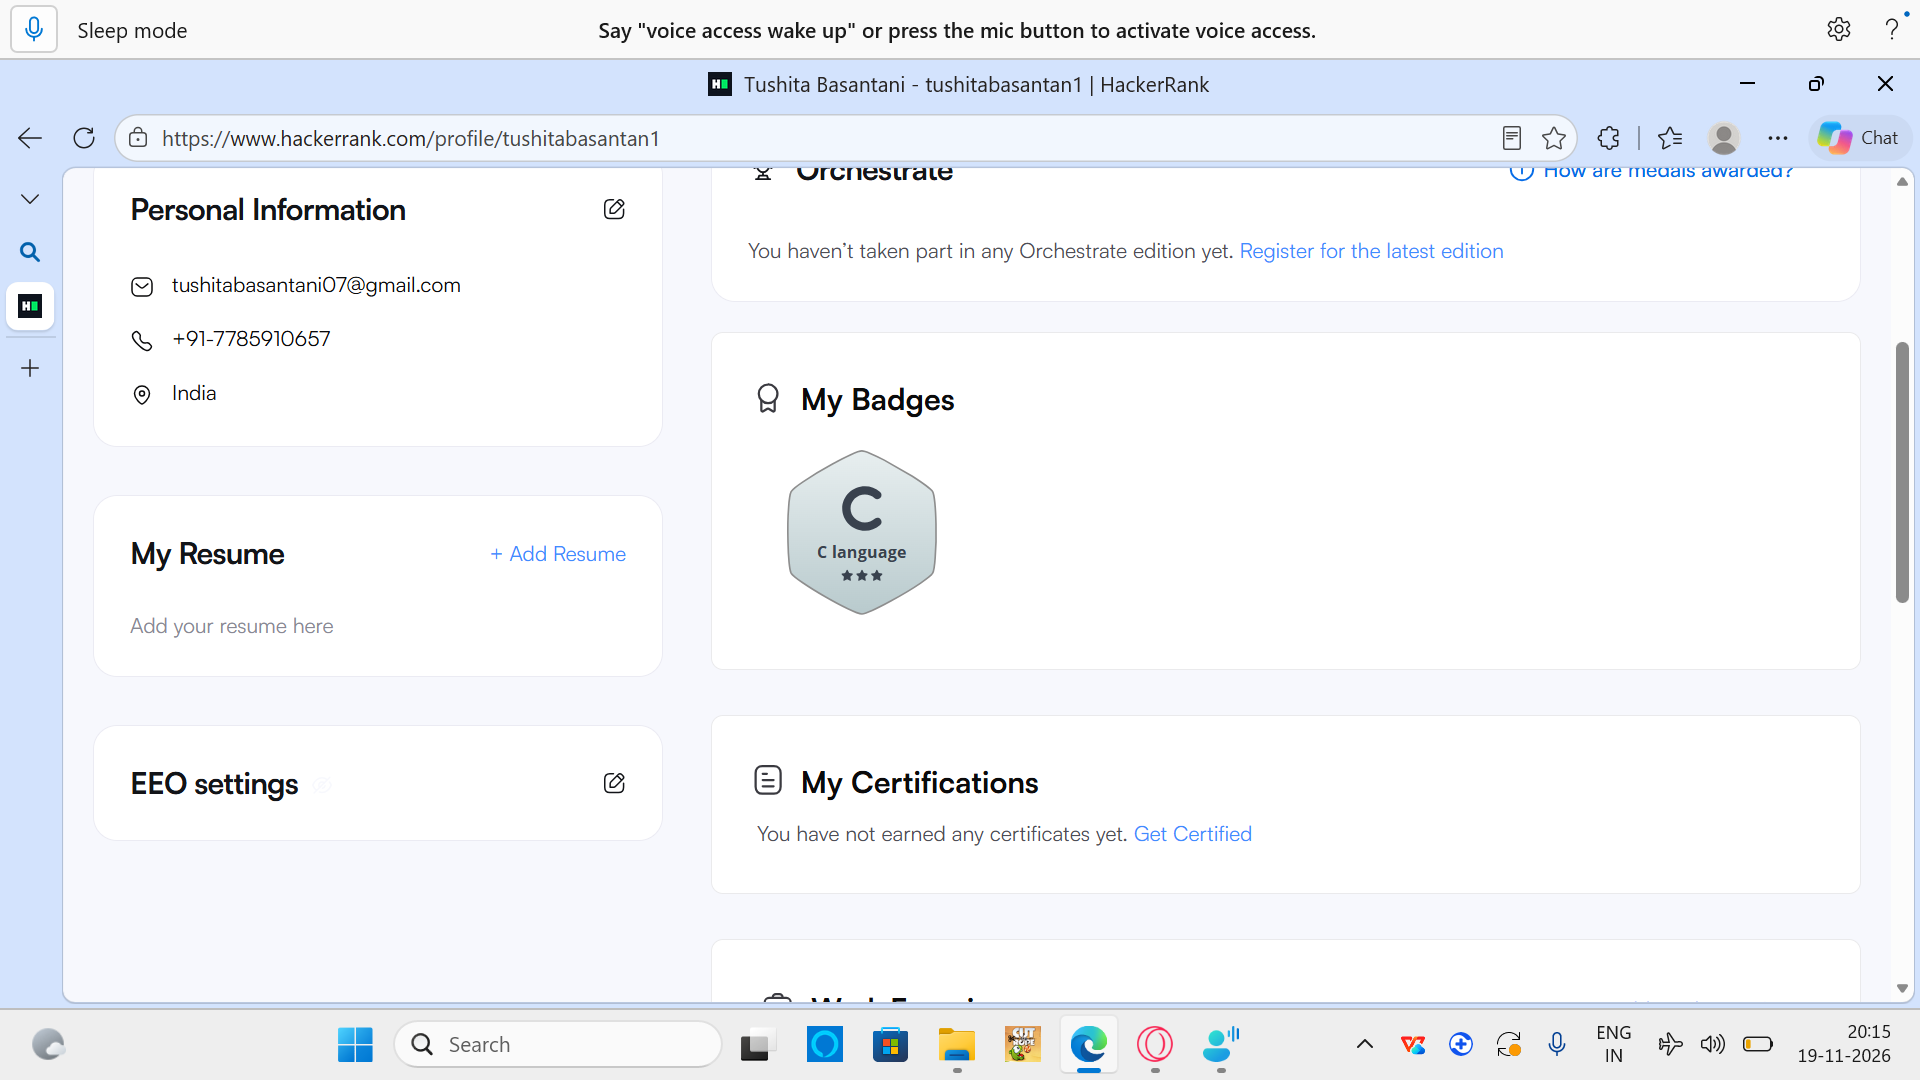 Sleep mode
Say "voice access wake up" or press the mic button to activate voice access.
Tushita Basantani - tushitabasantan1 | HackerRank
https://www.hackerrank.com/profile/tushitabasantan1
Chat
Personal Information
tushitabasantani07@gmail.com
+91-7785910657
India
My Resume
+ Add Resume
Add your resume here
EEO settings
Orchestrate
How are medals awarded?
You haven’t taken part in any Orchestrate edition yet. Register for the latest edition
My Badges
C
C language
My Certifications
You have not earned any certificates yet. Get Certified
Search
ENG
IN
20:15
19-11-2026